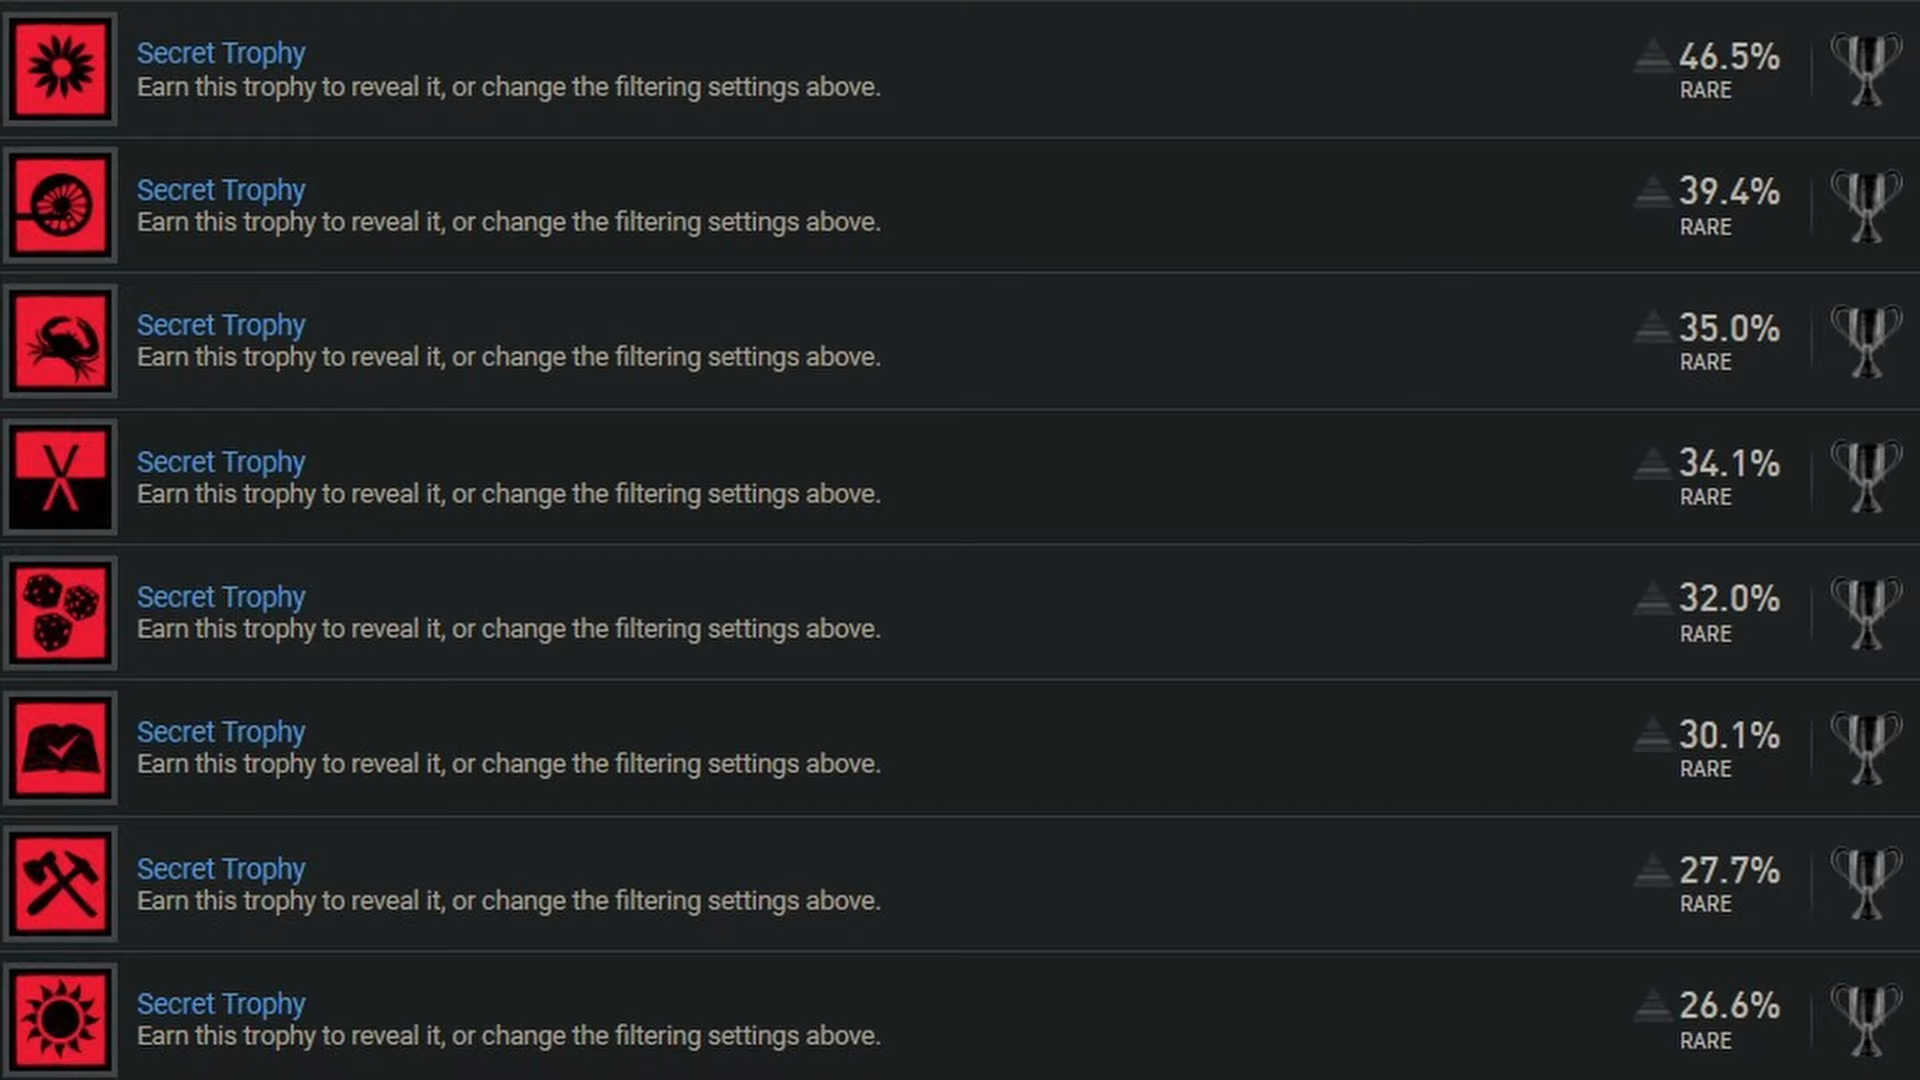 Secret Trophy
Earn this trophy to reveal it, or change the filtering settings above.
46.5%
RARE
Secret Trophy
Earn this trophy to reveal it, or change the filtering settings above.
39.4%
RARE
Secret Trophy
Earn this trophy to reveal it, or change the filtering settings above.
35.0%
RARE
Secret Trophy
Earn this trophy to reveal it, or change the filtering settings above.
34.1%
RARE
Secret Trophy
Earn this trophy to reveal it, or change the filtering settings above.
32.0%
RARE
Secret Trophy
Earn this trophy to reveal it, or change the filtering settings above.
30.1%
RARE
Secret Trophy
Earn this trophy to reveal it, or change the filtering settings above.
27.7%
RARE
Secret Trophy
Earn this trophy to reveal it, or change the filtering settings above.
26.6%
RARE